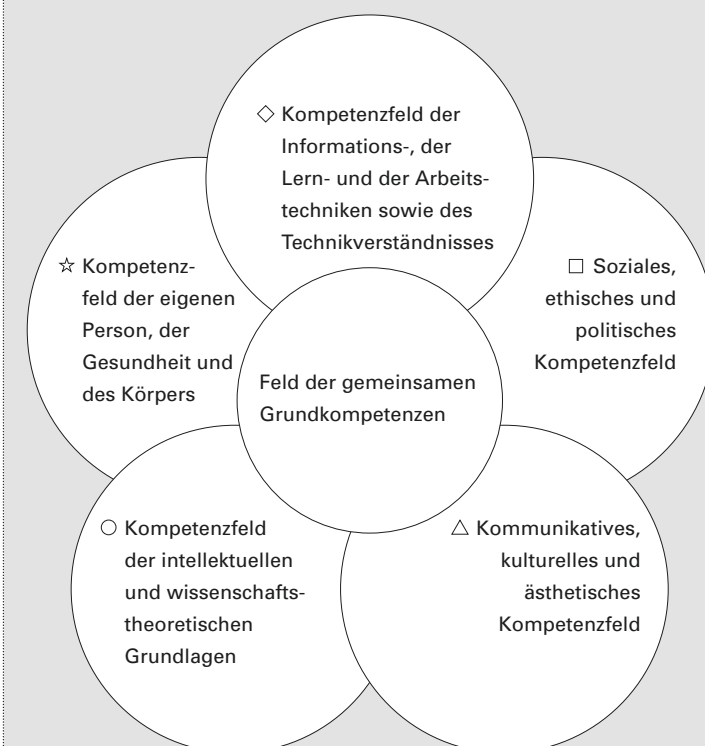 ◇ Kompetenzfeld der
Informations-, der
Lern- und der Arbeits-
techniken sowie des
Technikverständnisses
☆ Kompetenz-
feld der eigenen
Person, der
Gesundheit und
des Körpers
□ Soziales,
ethisches und
politisches
Kompetenzfeld
Feld der gemeinsamen
Grundkompetenzen
○ Kompetenzfeld
der intellektuellen
und wissenschafts-
theoretischen
Grundlagen
△ Kommunikatives,
kulturelles und
ästhetisches
Kompetenzfeld